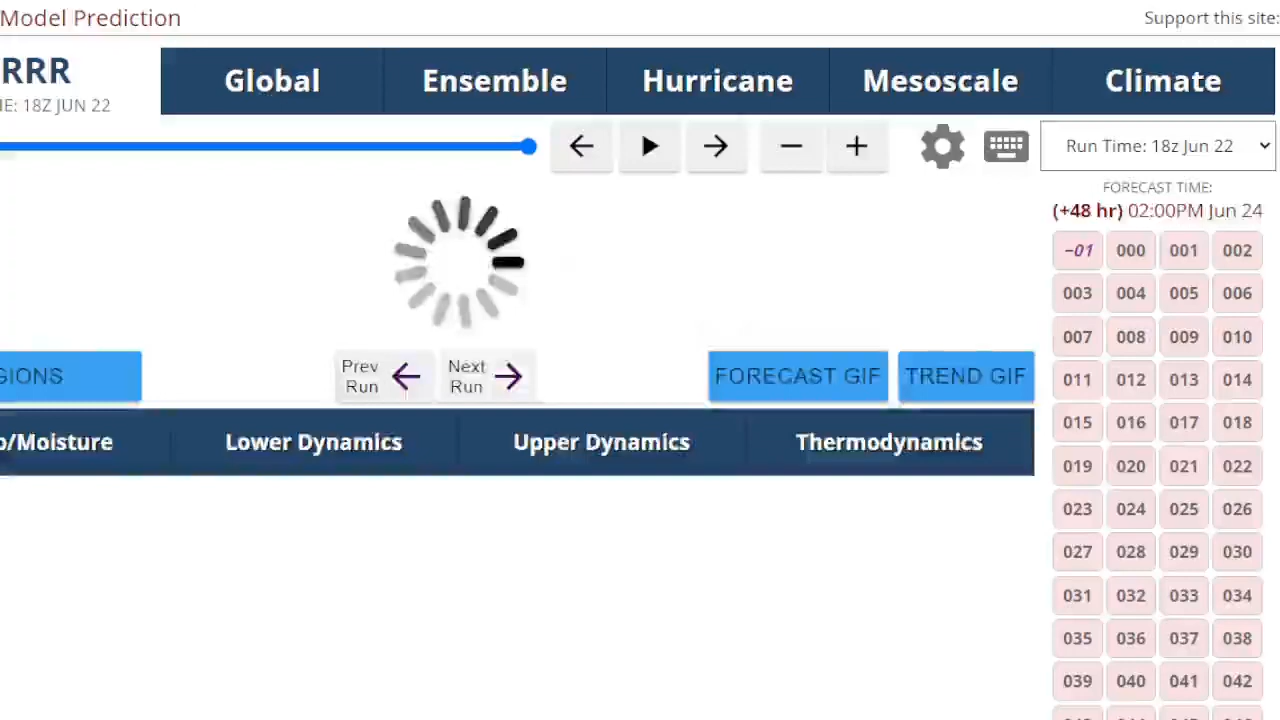 Model Prediction
Support this site:
RRR
E: 18Z JUN 22
Global
Ensemble
Hurricane
Mesoscale
Climate
Run Time: 18z Jun 22
FORECAST TIME:
(+48 hr) 02:00PM Jun 24
-01 000 001 002
003 004 005 006
007 008 009 010
011 012 013 014
015 016 017 018
019 020 021 022
023 024 025 026
027 028 029 030
031 032 033 034
035 036 037 038
039 040 041 042
GIONS
Prev
Run
Next
Run
FORECAST GIF
TREND GIF
o/Moisture
Lower Dynamics
Upper Dynamics
Thermodynamics